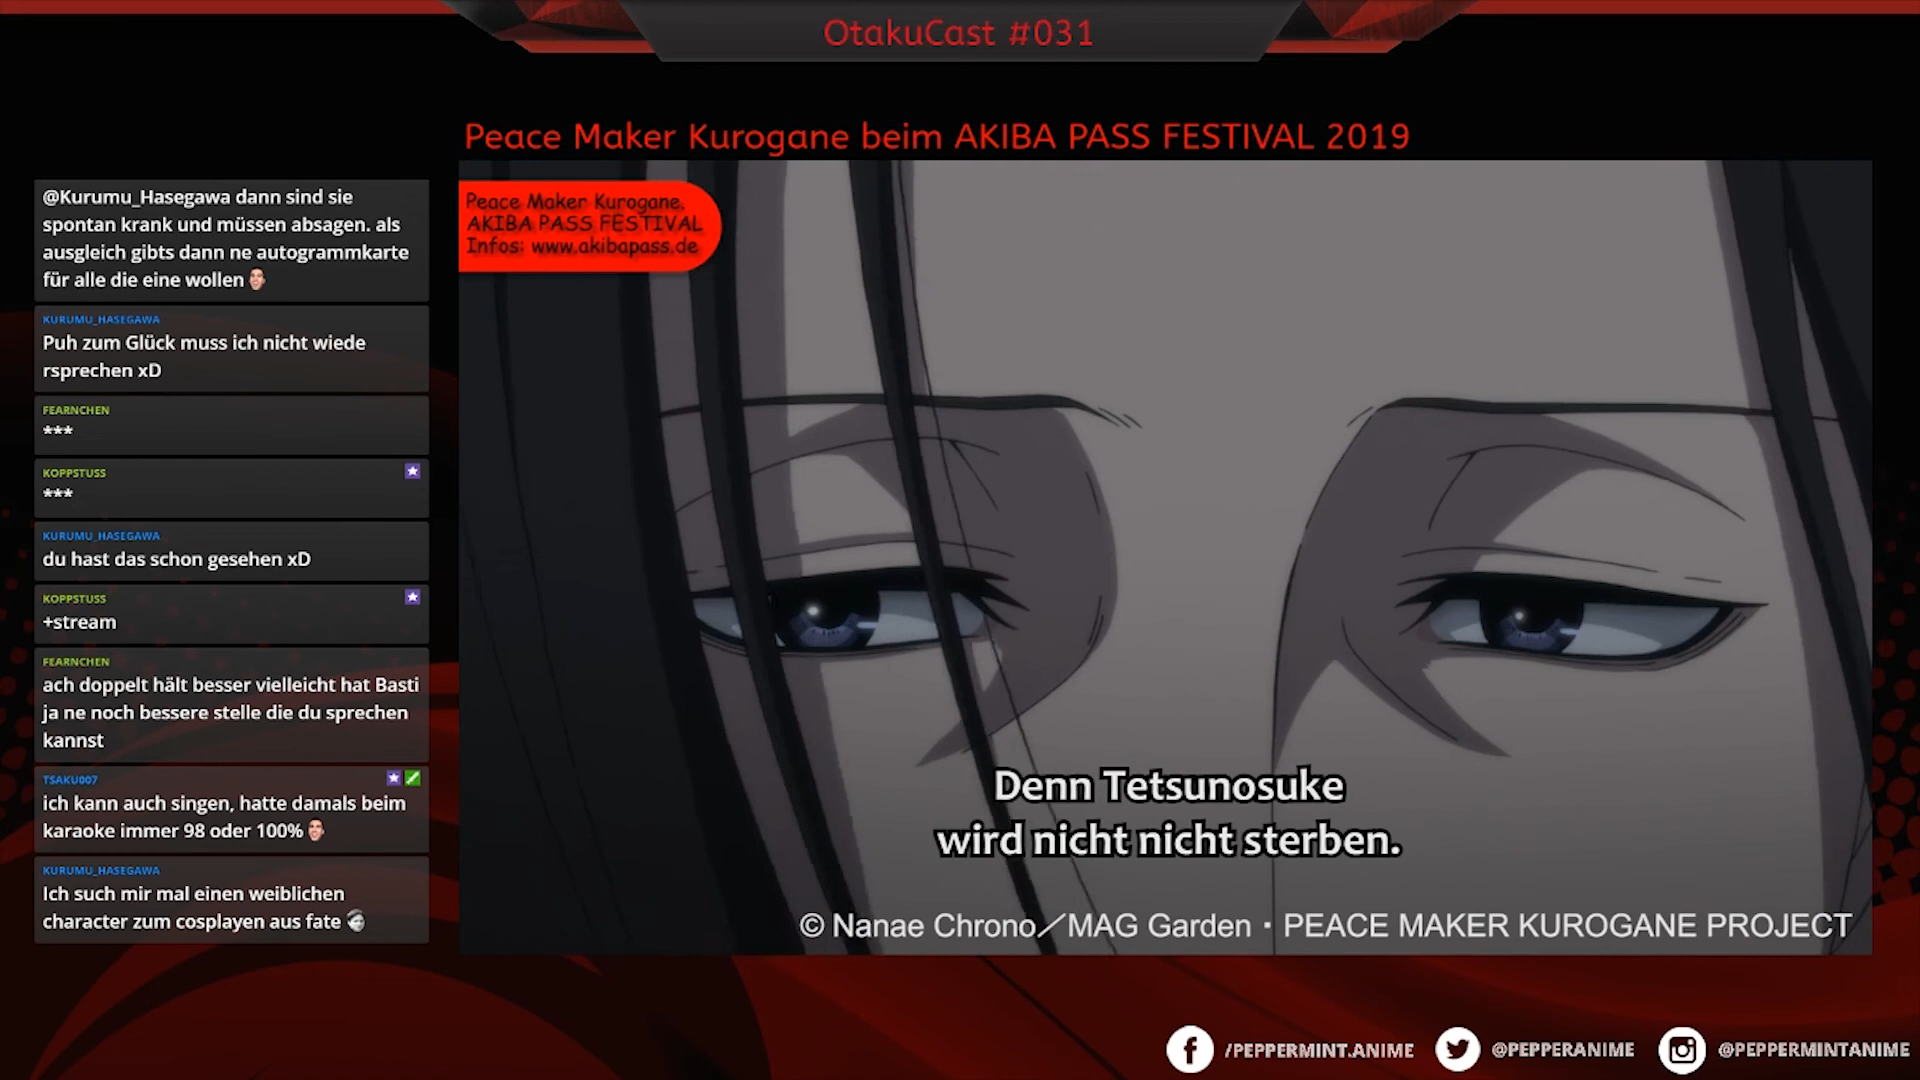 OtakuCast #031
Peace Maker Kurogane beim AKIBA PASS FESTIVAL 2019
@Kurumu_Hasegawa dann sind sie
spontan krank und müssen absagen. als
ausgleich gibts dann ne autogrammkarte
für alle die eine wollen
KURUMU_HASEGAWA
Puh zum Glück muss ich nicht wiede
rsprechen xD
FEARNCHEN
***
KOPPSTUSS
***
KURUMU_HASEGAWA
du hast das schon gesehen xD
KOPPSTUSS
+stream
FEARNCHEN
ach doppelt hält besser vielleicht hat Basti
ja ne noch bessere stelle die du sprechen
kannst
TSAKU007
ich kann auch singen, hatte damals beim
karaoke immer 98 oder 100%
KURUMU_HASEGAWA
Ich such mir mal einen weiblichen
character zum cosplayen aus fate
Peace Maker Kurogane.
AKIBA PASS FESTIVAL
Infos: www.akibapass.de
Denn Tetsunosuke
wird nicht nicht sterben.
© Nanae Chrono／MAG Garden・PEACE MAKER KUROGANE PROJECT
/PEPPERMINT.ANIME @PEPPERANIME @PEPPERMINTANIME